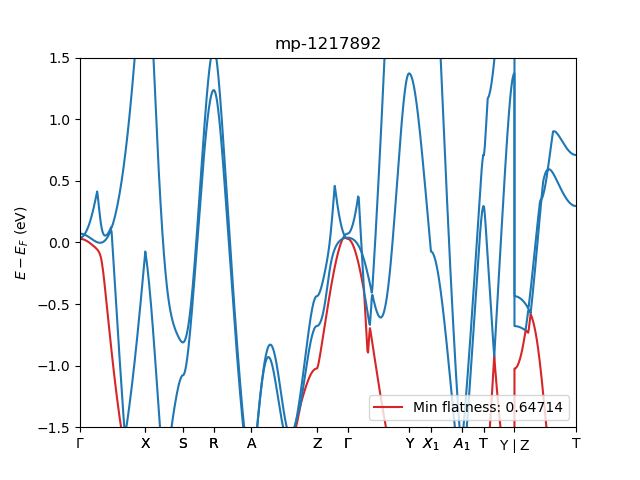 mp-1217892
E − E_F (eV)
1.5
1.0
0.5
0.0
−0.5
−1.0
−1.5
Min flatness: 0.64714
Γ X S R A Z Γ Y X₁ A₁ T Y | Z T